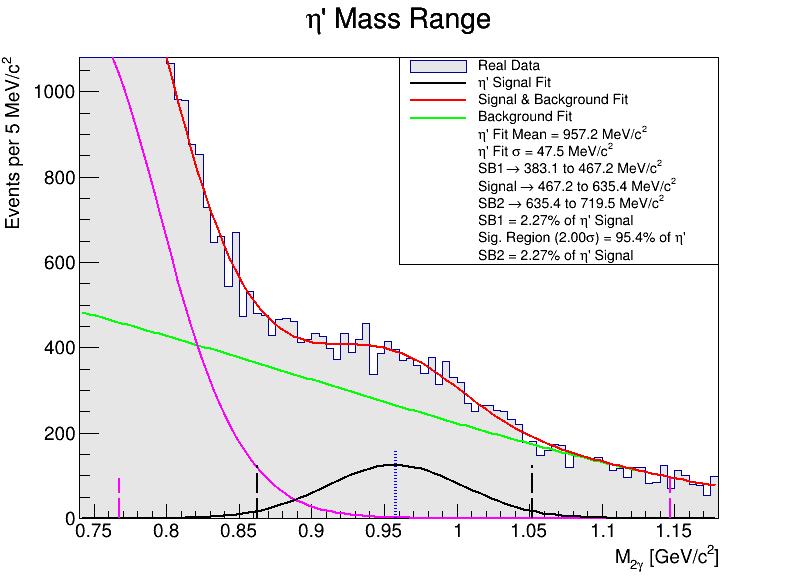 η' Mass Range
Events per 5 MeV/c²
1000
800
600
400
200
0
0.75 0.8 0.85 0.9 0.95 1 1.05 1.1 1.15
M2γ [GeV/c²]
Real Data
η' Signal Fit
Signal & Background Fit
Background Fit
η' Fit Mean = 957.2 MeV/c²
η' Fit σ = 47.5 MeV/c²
SB1 → 383.1 to 467.2 MeV/c²
Signal → 467.2 to 635.4 MeV/c²
SB2 → 635.4 to 719.5 MeV/c²
SB1 = 2.27% of η' Signal
Sig. Region (2.00σ) = 95.4% of η'
SB2 = 2.27% of η' Signal